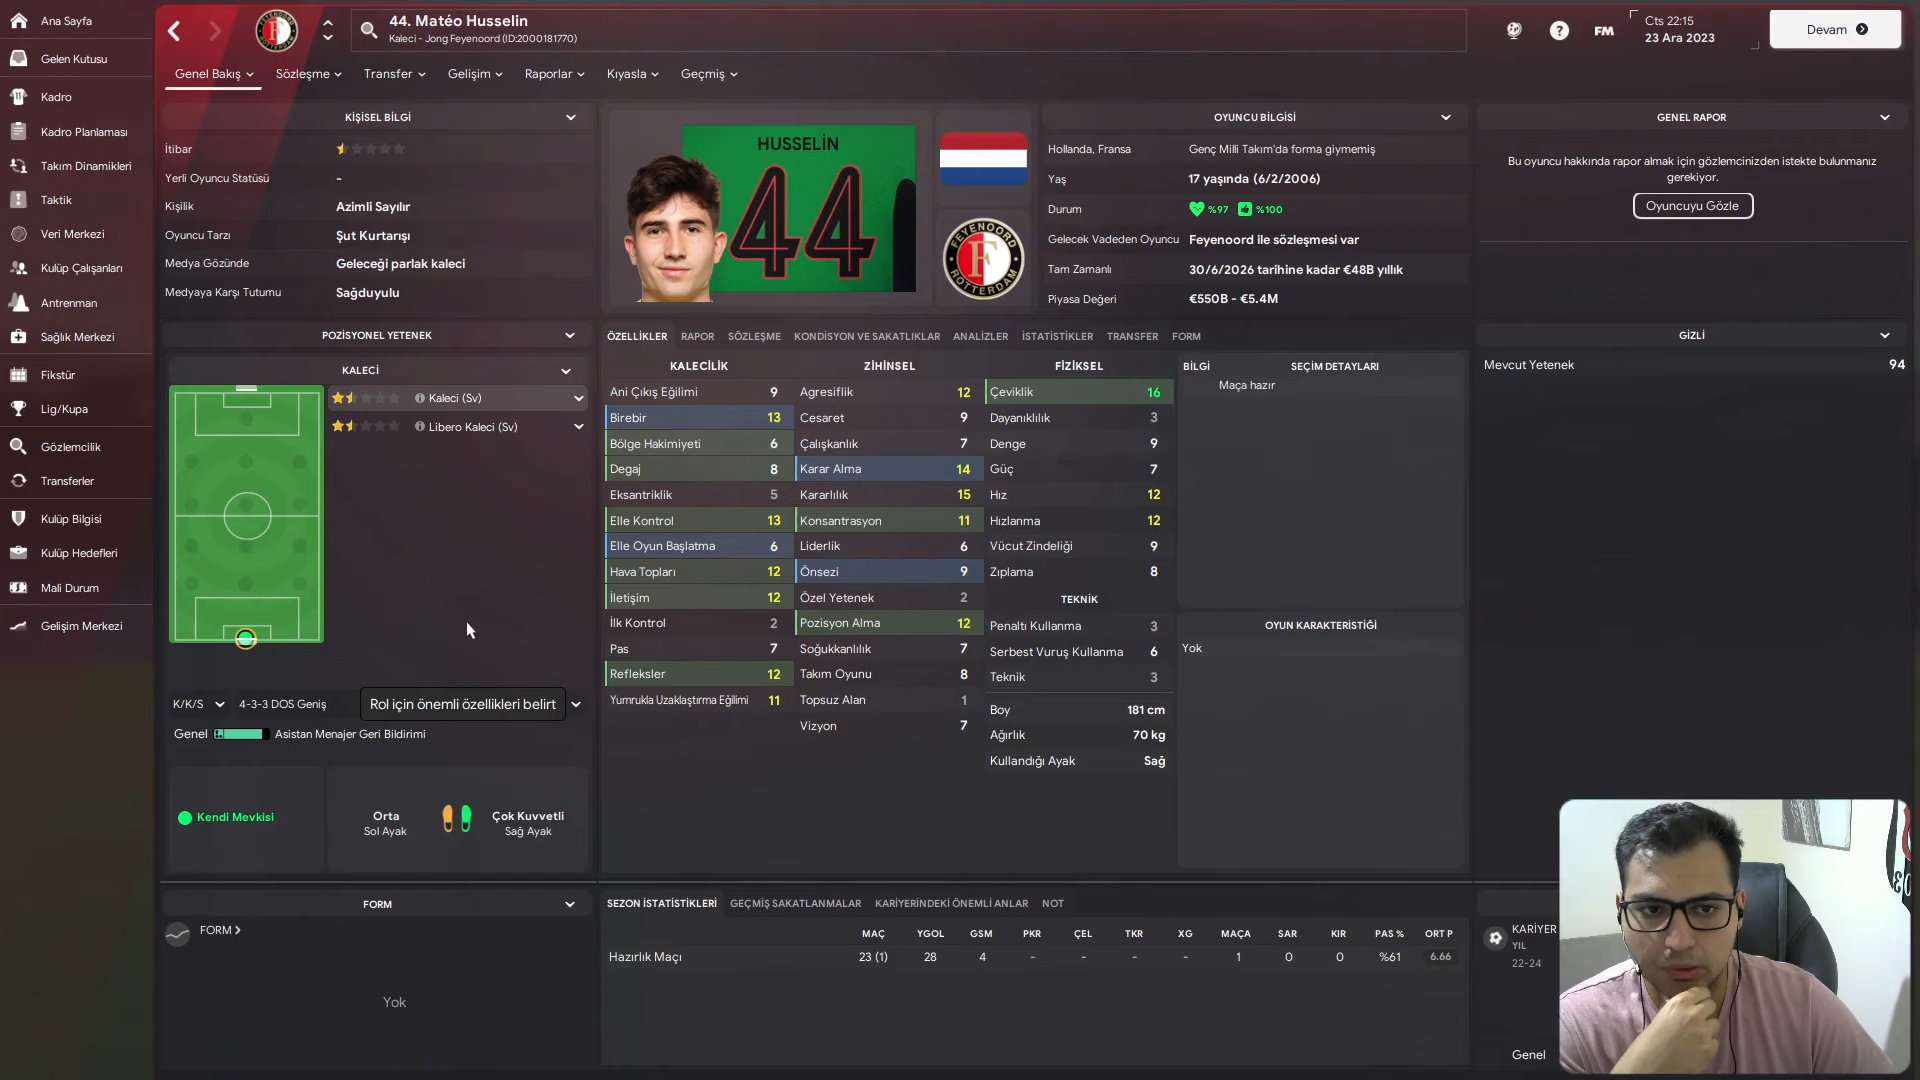 Ana Sayfa
Gelen Kutusu
Kadro
Kadro Planlaması
Takım Dinamikleri
Taktik
Veri Merkezi
Kulüp Çalışanları
Antrenman
Sağlık Merkezi
Fikstür
Lig/Kupa
Gözlemcilik
Transferler
Kulüp Bilgisi
Kulüp Hedefleri
Mali Durum
Gelişim Merkezi
44. Matéo Husselin
Kaleci - Jong Feyenoord (ID:2000181770)
FM
Cts 22:15
23 Ara 2023
Devam
Genel Bakış Sözleşme Transfer Gelişim Raporlar Kıyasla Geçmiş
KİŞİSEL BİLGİ
İtibar
Yerli Oyuncu Statüsü -
Kişilik Azimli Sayılır
Oyuncu Tarzı Şut Kurtarışı
Medya Gözünde Geleceği parlak kaleci
Medyaya Karşı Tutumu Sağduyulu
HUSSELİN
44
FEYENOORD
ROTTERDAM
OYUNCU BİLGİSİ
Hollanda, Fransa Genç Milli Takım'da forma giymemiş
Yaş 17 yaşında (6/2/2006)
Durum %97 %100
Gelecek Vadeden Oyuncu Feyenoord ile sözleşmesi var
Tam Zamanlı 30/6/2026 tarihine kadar €48B yıllık
Piyasa Değeri €550B - €5.4M
GENEL RAPOR
Bu oyuncu hakkında rapor almak için gözlemcinizden istekte bulunmanız
gerekiyor.
Oyuncuyu Gözle
POZİSYONEL YETENEK
KALECİ
Kaleci (Sv)
Libero Kaleci (Sv)
K/K/S 4-3-3 DOS Geniş
Rol için önemli özellikleri belirt
Genel Asistan Menajer Geri Bildirimi
Kendi Mevkisi
Orta
Sol Ayak
Çok Kuvvetli
Sağ Ayak
ÖZELLİKLER RAPOR SÖZLEŞME KONDİSYON VE SAKATLIKLAR ANALİZLER İSTATİSTİKLER TRANSFER FORM
KALECİLİK
Ani Çıkış Eğilimi 9
Birebir 13
Bölge Hakimiyeti 6
Degaj 8
Eksantriklik 5
Elle Kontrol 13
Elle Oyun Başlatma 6
Hava Topları 12
İletişim 12
İlk Kontrol 2
Pas 7
Refleksler 12
Yumrukla Uzaklaştırma Eğilimi 11
ZİHİNSEL
Agresiflik 12
Cesaret 9
Çalışkanlık 7
Karar Alma 14
Kararlılık 15
Konsantrasyon 11
Liderlik 6
Önsezi 9
Özel Yetenek 2
Pozisyon Alma 12
Soğukkanlılık 7
Takım Oyunu 8
Topsuz Alan 1
Vizyon 7
FİZİKSEL
Çeviklik 16
Dayanıklılık 3
Denge 9
Güç 7
Hız 12
Hızlanma 12
Vücut Zindeliği 9
Zıplama 8
TEKNİK
Penaltı Kullanma 3
Serbest Vuruş Kullanma 6
Teknik 3
Boy 181 cm
Ağırlık 70 kg
Kullandığı Ayak Sağ
BİLGİ SEÇİM DETAYLARI
Maça hazır
OYUN KARAKTERİSTİĞİ
Yok
GİZLİ
Mevcut Yetenek 94
FORM
FORM
Yok
SEZON İSTATİSTİKLERİ GEÇMİŞ SAKATLANMALAR KARİYERİNDEKİ ÖNEMLİ ANLAR NOT
MAÇ YGOL GSM PKR ÇEL TKR XG MAÇA SAR KIR PAS % ORT P
Hazırlık Maçı 23 (1) 28 4 - - - - 1 0 0 %61 6.66
KARİYER
YIL
22-24
Genel